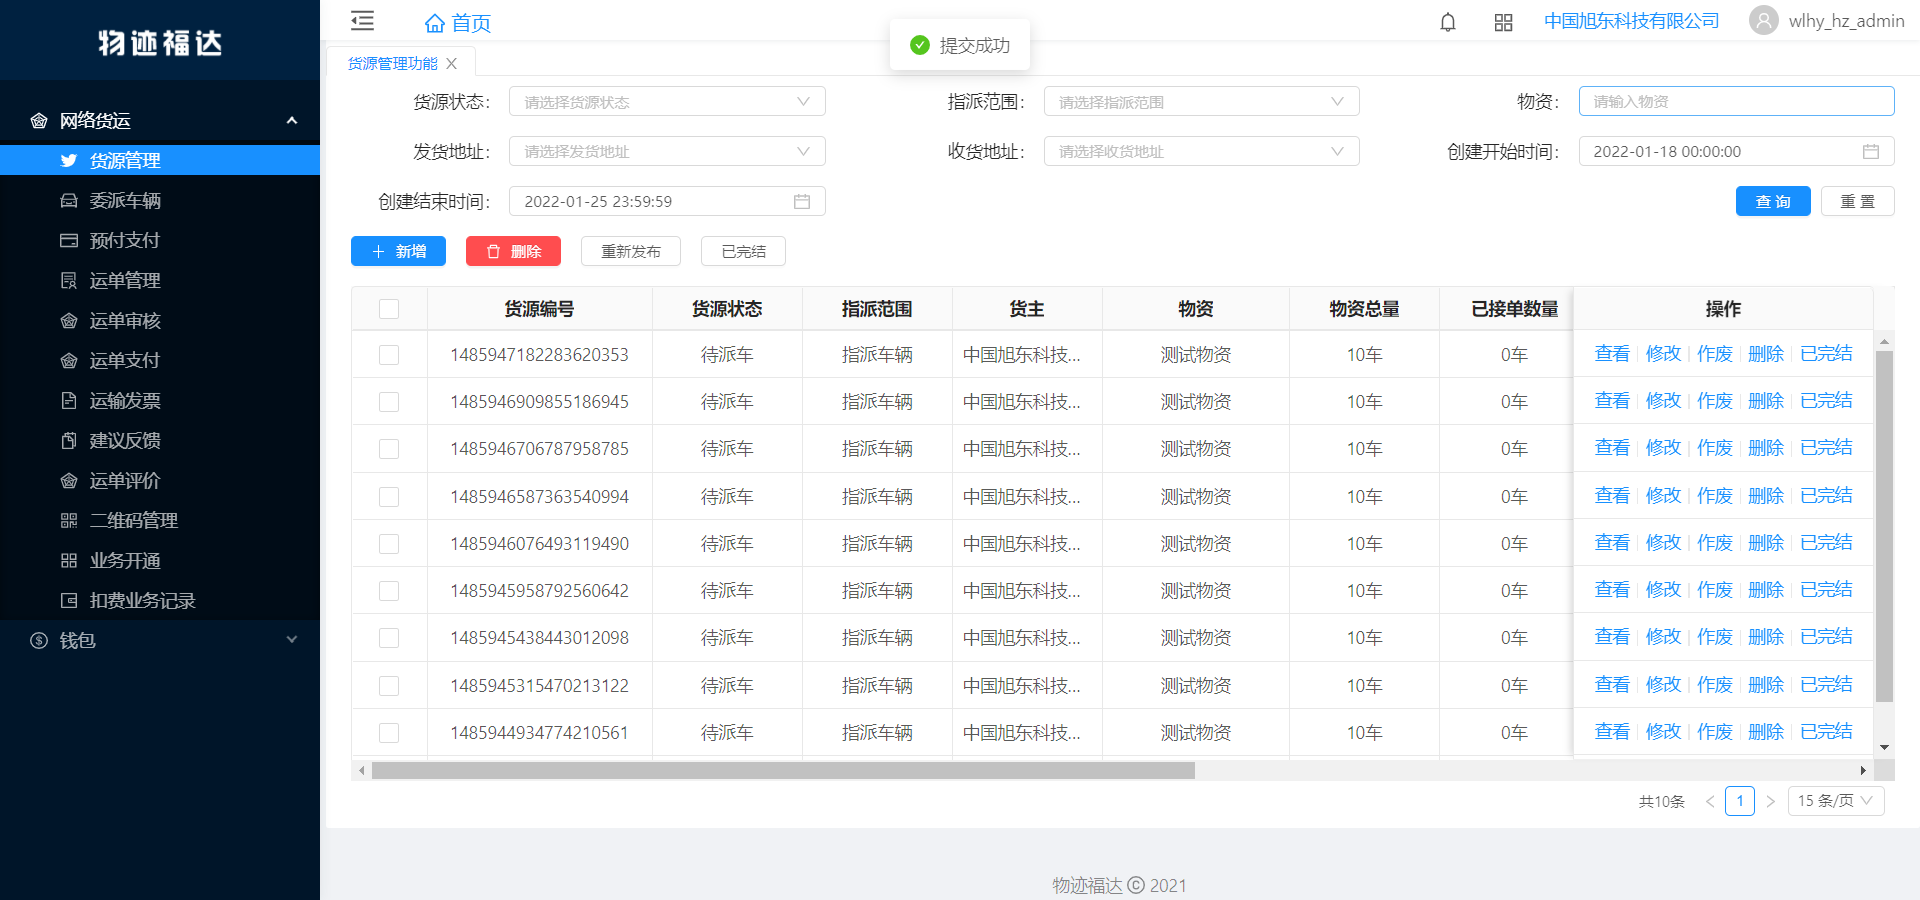 物迹福达
首页
提交成功
中国旭东科技有限公司
wlhy_hz_admin
网络货运
货源管理
委派车辆
预付支付
运单管理
运单审核
运单支付
运输发票
建议反馈
运单评价
二维码管理
业务开通
扣费业务记录
钱包
货源管理功能
货源状态: 请选择货源状态
指派范围: 请选择指派范围
物资: 请输入物资
发货地址: 请选择发货地址
收货地址: 请选择收货地址
创建开始时间: 2022-01-18 00:00:00
创建结束时间: 2022-01-25 23:59:59
查 询 重 置
新增 删除 重新发布 已完结
货源编号 货源状态 指派范围 货主 物资 物资总量 已接单数量 操作
1485947182283620353 待派车 指派车辆 中国旭东科技... 测试物资 10车 0车 查看 修改 作废 删除 已完结
1485946909855186945 待派车 指派车辆 中国旭东科技... 测试物资 10车 0车 查看 修改 作废 删除 已完结
1485946706787958785 待派车 指派车辆 中国旭东科技... 测试物资 10车 0车 查看 修改 作废 删除 已完结
1485946587363540994 待派车 指派车辆 中国旭东科技... 测试物资 10车 0车 查看 修改 作废 删除 已完结
1485946076493119490 待派车 指派车辆 中国旭东科技... 测试物资 10车 0车 查看 修改 作废 删除 已完结
1485945958792560642 待派车 指派车辆 中国旭东科技... 测试物资 10车 0车 查看 修改 作废 删除 已完结
1485945438443012098 待派车 指派车辆 中国旭东科技... 测试物资 10车 0车 查看 修改 作废 删除 已完结
1485945315470213122 待派车 指派车辆 中国旭东科技... 测试物资 10车 0车 查看 修改 作废 删除 已完结
1485944934774210561 待派车 指派车辆 中国旭东科技... 测试物资 10车 0车 查看 修改 作废 删除 已完结
共10条 1 15 条/页
物迹福达 © 2021